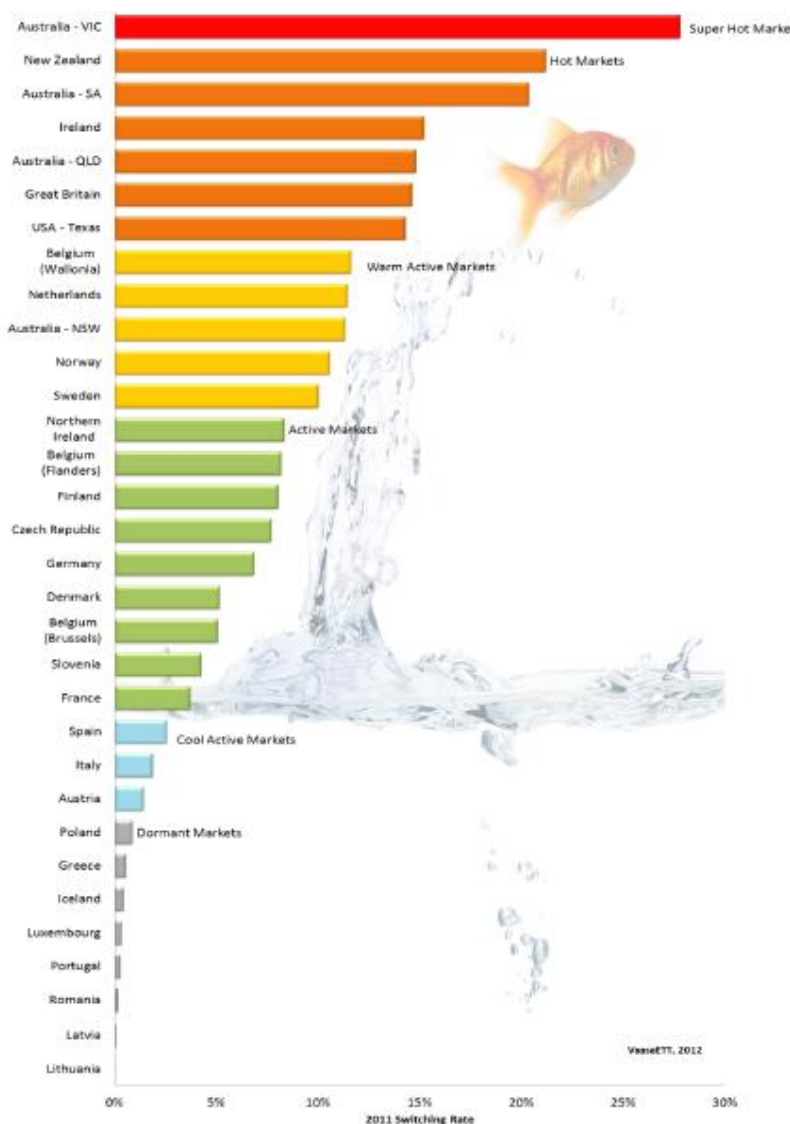 Australia - VIC
Super Hot Marke
New Zealand
Hot Markets
Australia - SA
Ireland
Australia - QLD
Great Britain
USA - Texas
Belgium
(Wallonia)
Warm Active Markets
Netherlands
Australia - NSW
Norway
Sweden
Northern
Ireland
Active Markets
Belgium
(Flanders)
Finland
Czech Republic
Germany
Denmark
Belgium
(Brussels)
Slovenia
France
Spain
Cool Active Markets
Italy
Austria
Poland
Dormant Markets
Greece
Iceland
Luxembourg
Portugal
Romania
Latvia
VaasaETT, 2012
Lithuania
0% 5% 10% 15% 20% 25% 30%
2011 Switching Rate